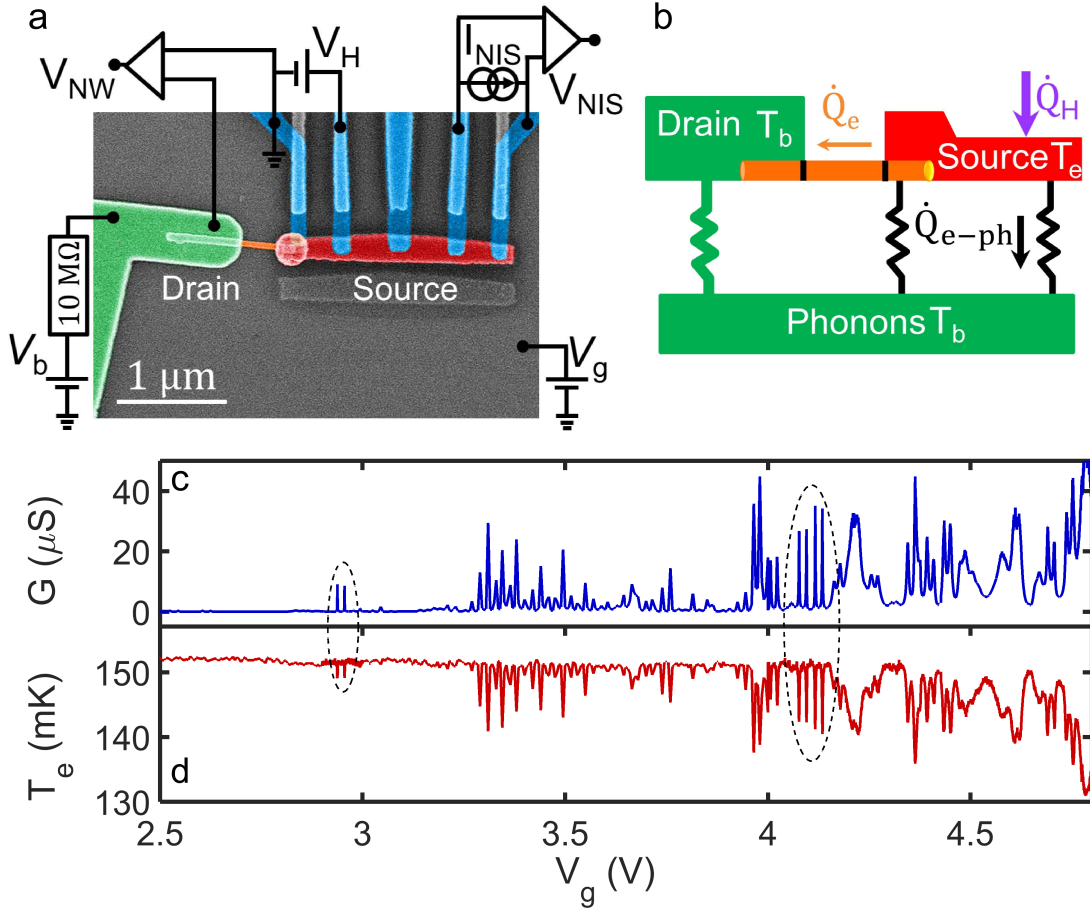 a
V_NW
V_H
I_NIS
V_NIS
10 MΩ
V_b
Drain
Source
1 μm
V_g
b
Drain T_b
Q̇_e
Q̇_H
Source T_e
Q̇_e−ph
Phonons T_b
c
G (μS)
40
20
0
d
T_e (mK)
150
140
130
2.5 3 3.5 4 4.5
V_g (V)